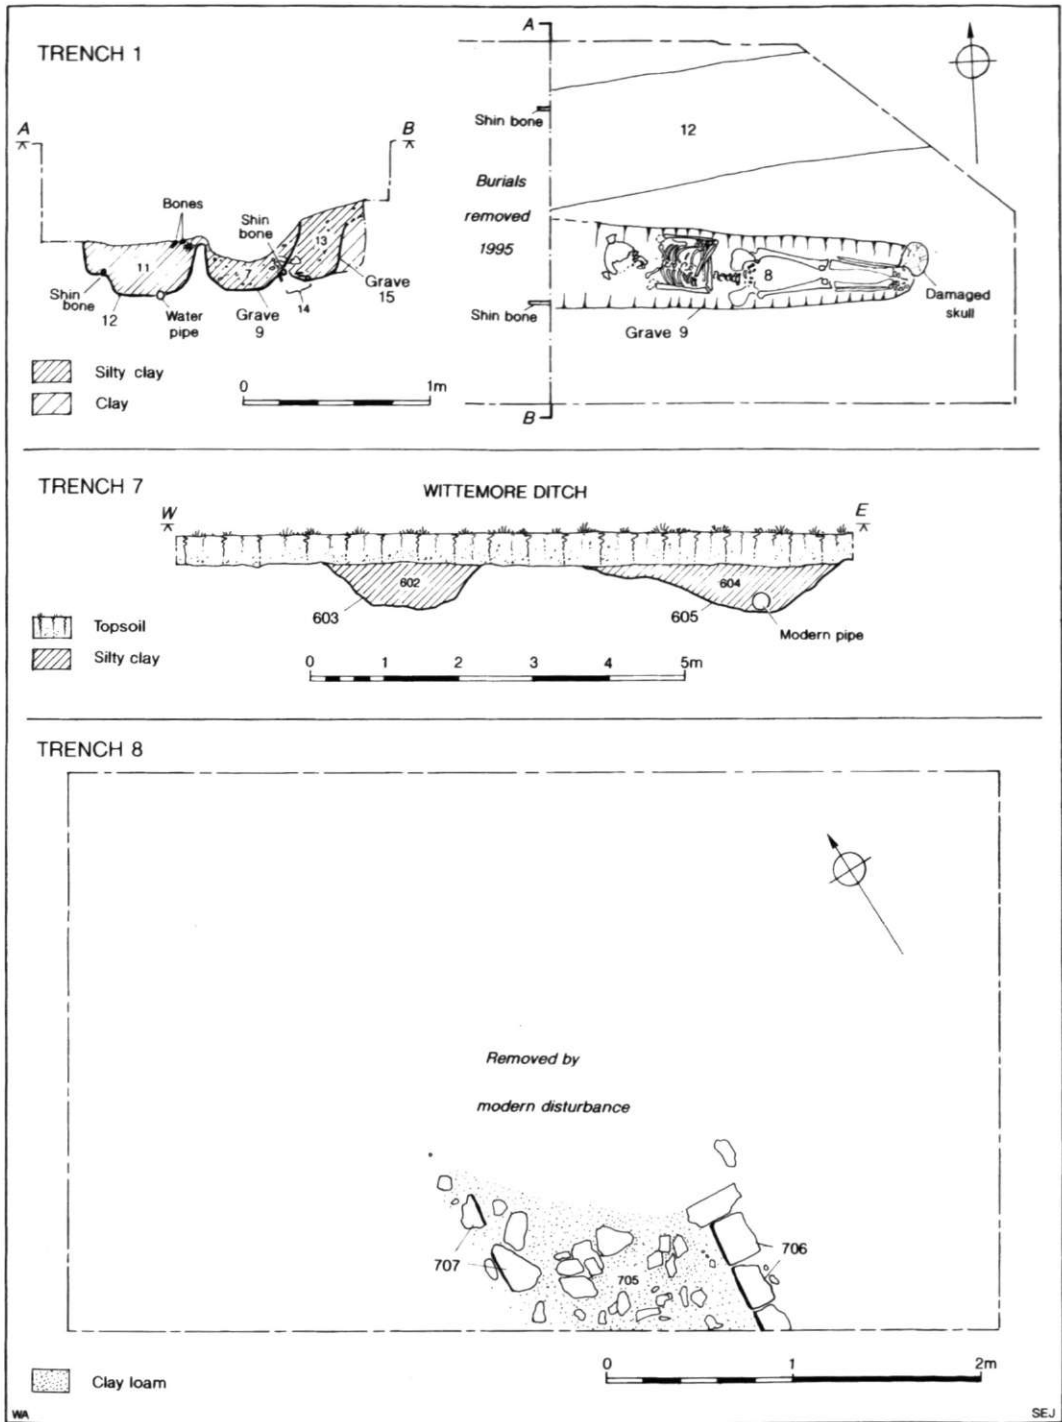 TRENCH 1
A
B
Bones
Shin
bone
11
7
13
Shin
bone
12
Water
pipe
Grave
9
14
Grave
15
Silty clay
Clay
0 1m
A
Shin bone
12
Burials
removed
1995
8
Shin bone
Grave 9
Damaged
skull
B
TRENCH 7
WITTEMORE DITCH
W
E
602
604
603
605
Modern pipe
Topsoil
Silty clay
0 1 2 3 4 5m
TRENCH 8
Removed by
modern disturbance
706
707
705
0 1 2m
Clay loam
WA
SEJ